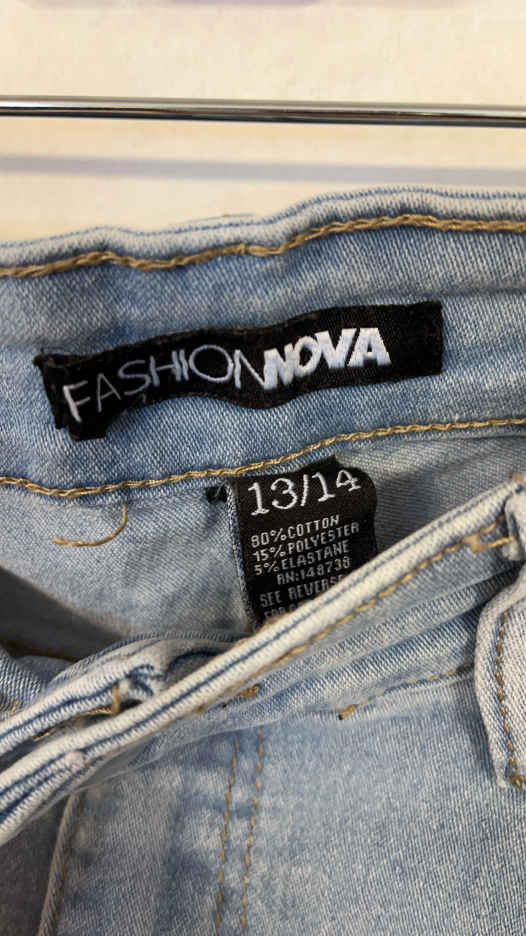 FASHIONNOVA
13/14
80% COTTON
15% POLYESTER
5% ELASTANE
RN:148738
SEE REVERSE